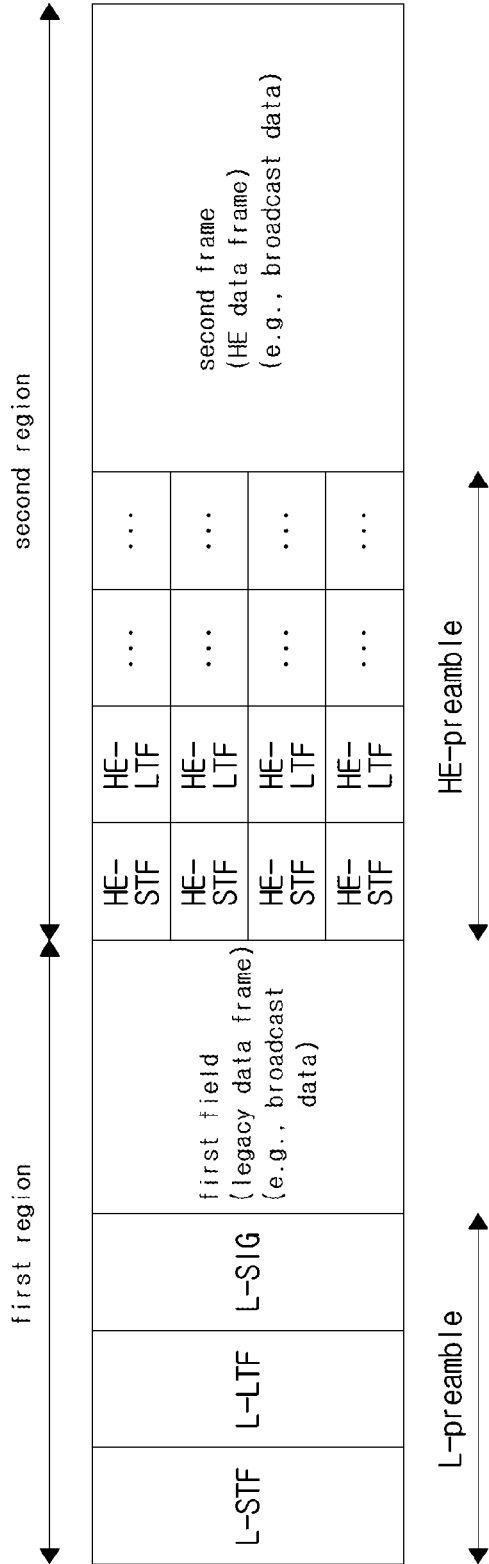 first region
second region
L-STF
L-LTF
L-SIG
first field
(legacy data frame)
(e.g., broadcast
data)
HE-
STF
HE-
LTF
...
...
HE-
STF
HE-
LTF
...
...
HE-
STF
HE-
LTF
...
...
HE-
STF
HE-
LTF
...
...
second frame
(HE data frame)
(e.g., broadcast data)
L-preamble
HE-preamble